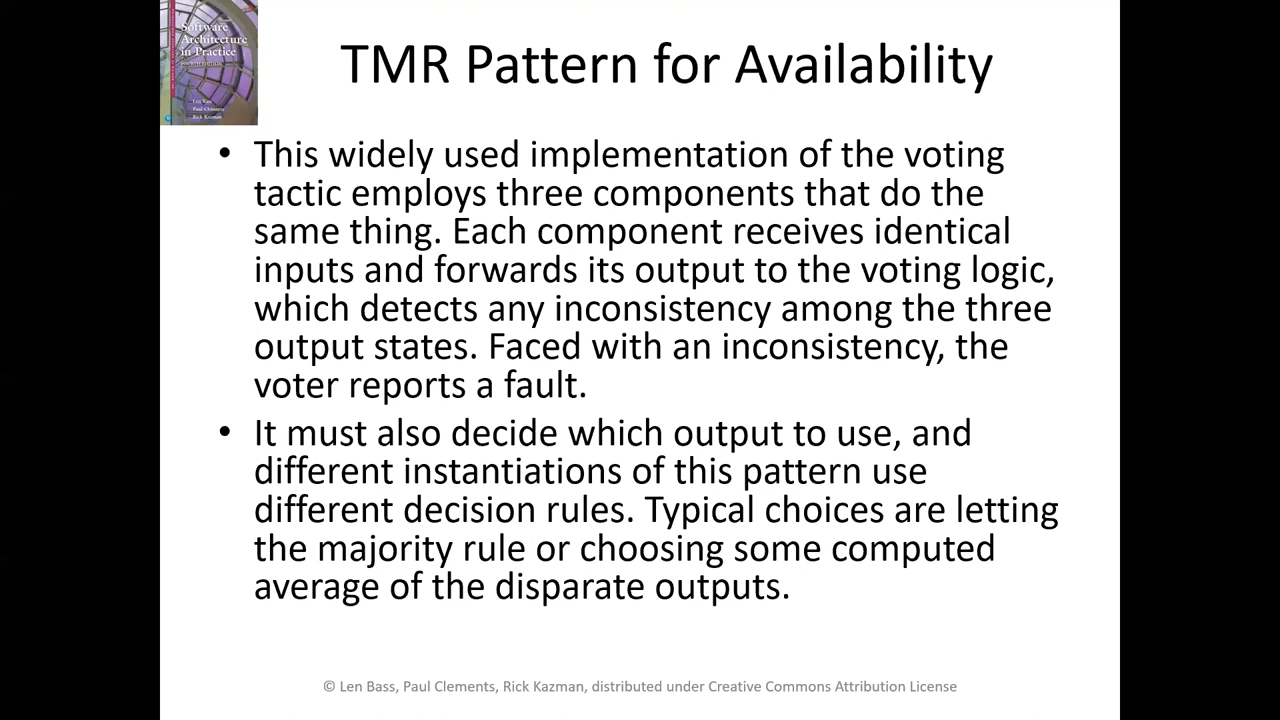 Software
Architecture
in Practice
FOURTH EDITION
Len Bass
Paul Clements
Rick Kazman
TMR Pattern for Availability
• This widely used implementation of the voting
tactic employs three components that do the
same thing. Each component receives identical
inputs and forwards its output to the voting logic,
which detects any inconsistency among the three
output states. Faced with an inconsistency, the
voter reports a fault.
• It must also decide which output to use, and
different instantiations of this pattern use
different decision rules. Typical choices are letting
the majority rule or choosing some computed
average of the disparate outputs.
© Len Bass, Paul Clements, Rick Kazman, distributed under Creative Commons Attribution License